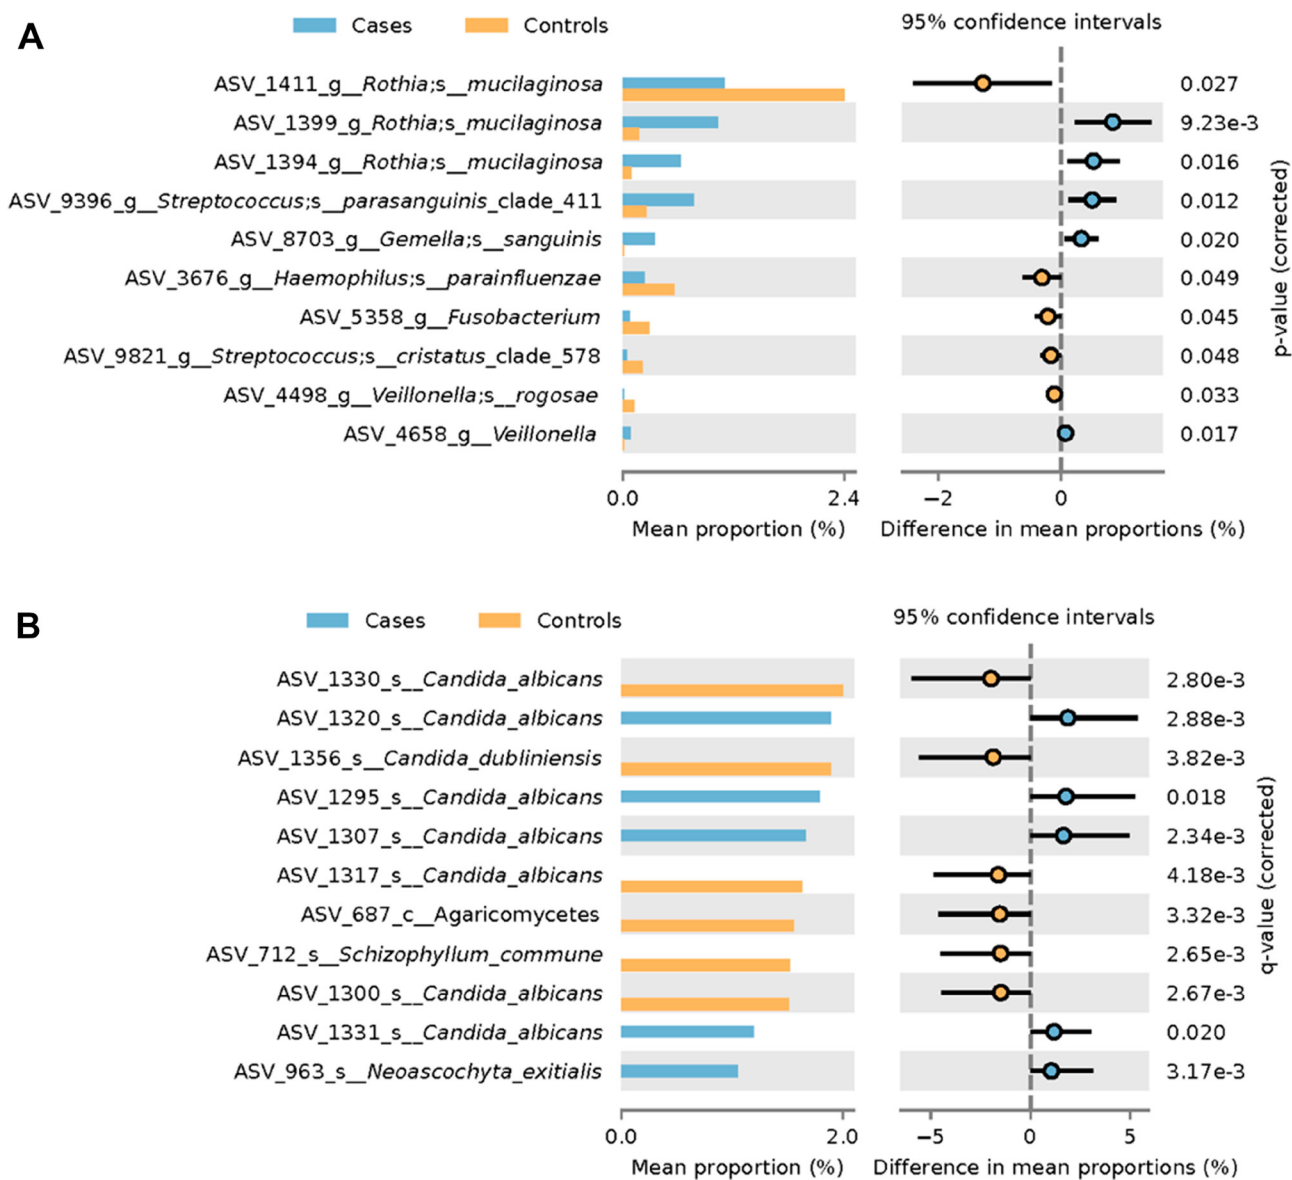 A
Cases Controls
95% confidence intervals
ASV_1411_g__Rothia;s__mucilaginosa 0.027
ASV_1399_g_Rothia;s_mucilaginosa 9.23e-3
ASV_1394_g__Rothia;s__mucilaginosa 0.016
ASV_9396_g__Streptococcus;s__parasanguinis_clade_411 0.012
ASV_8703_g__Gemella;s__sanguinis 0.020
ASV_3676_g__Haemophilus;s__parainfluenzae 0.049
ASV_5358_g__Fusobacterium 0.045
ASV_9821_g__Streptococcus;s__cristatus_clade_578 0.048
ASV_4498_g__Veillonella;s__rogosae 0.033
ASV_4658_g__Veillonella 0.017
p-value (corrected)
0.0 2.4 −2 0
Mean proportion (%) Difference in mean proportions (%)
B
Cases Controls
95% confidence intervals
ASV_1330_s__Candida_albicans 2.80e-3
ASV_1320_s__Candida_albicans 2.88e-3
ASV_1356_s__Candida_dubliniensis 3.82e-3
ASV_1295_s__Candida_albicans 0.018
ASV_1307_s__Candida_albicans 2.34e-3
ASV_1317_s__Candida_albicans 4.18e-3
ASV_687_c__Agaricomycetes 3.32e-3
ASV_712_s__Schizophyllum_commune 2.65e-3
ASV_1300_s__Candida_albicans 2.67e-3
ASV_1331_s__Candida_albicans 0.020
ASV_963_s__Neoascochyta_exitialis 3.17e-3
q-value (corrected)
0.0 2.0 −5 0 5
Mean proportion (%) Difference in mean proportions (%)